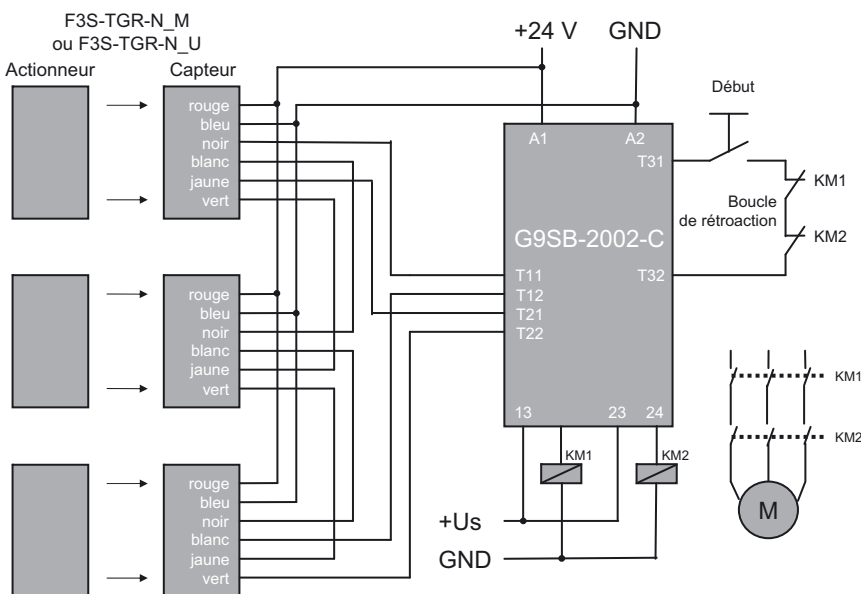 F3S-TGR-N_M
ou F3S-TGR-N_U
Actionneur
Capteur
+24 V
GND
Début
rouge
bleu
noir
blanc
jaune
vert
A1
A2
T31
KM1
Boucle
de rétroaction
KM2
G9SB-2002-C
T11
T12
T21
T22
T32
rouge
bleu
noir
blanc
jaune
vert
13
23
24
KM1
KM2
KM1
KM2
M
rouge
bleu
noir
blanc
jaune
vert
+Us
GND